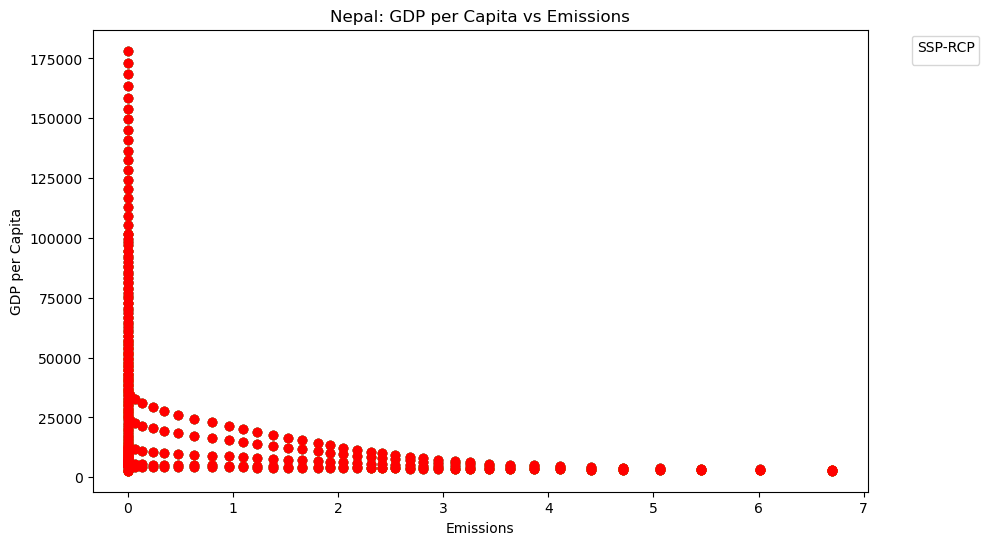 Nepal: GDP per Capita vs Emissions
SSP-RCP
175000
150000
125000
100000
75000
50000
25000
0
GDP per Capita
0 1 2 3 4 5 6 7
Emissions